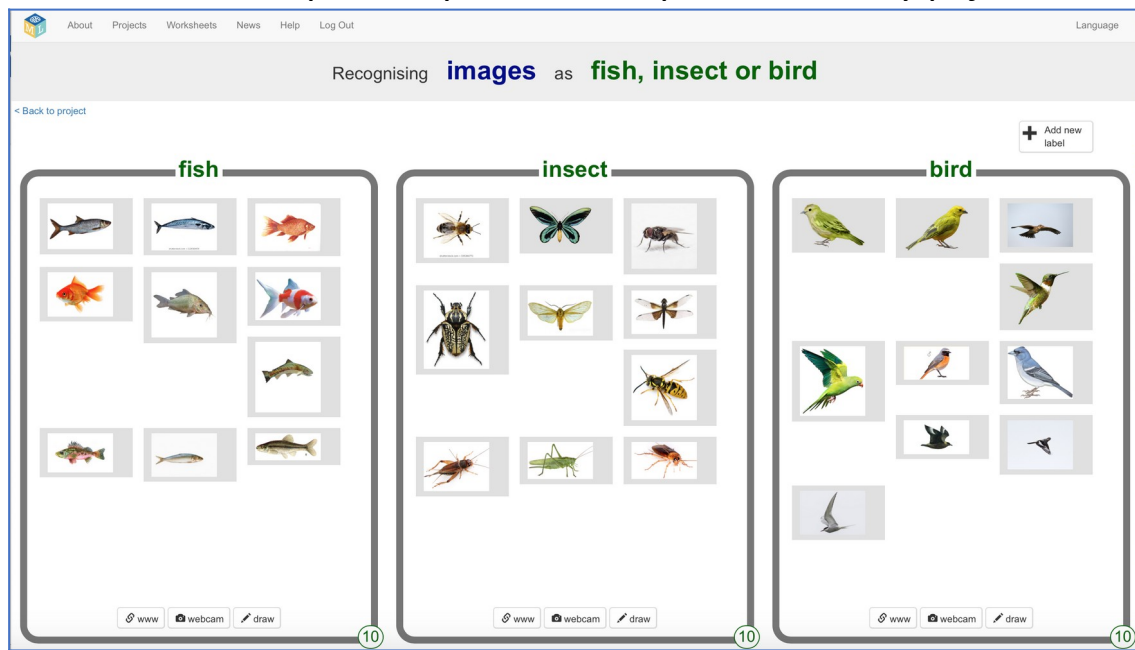 About Projects Worksheets News Help Log Out Language
Recognising images as fish, insect or bird
< Back to project
Add new
label
fish
insect
bird
www webcam draw
10
www webcam draw
10
www webcam draw
10